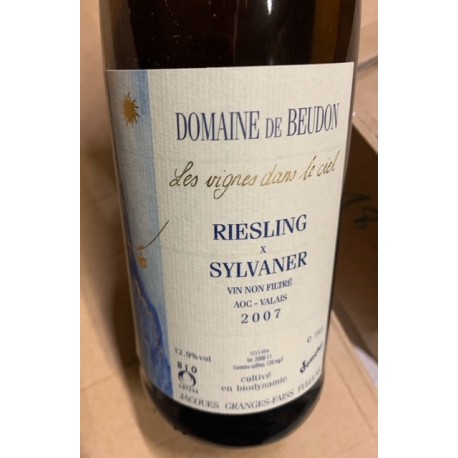 DOMAINE DE BEUDON
Les vignes dans le ciel
RIESLING
x
SYLVANER
VIN NON FILTRÉ
AOC - VALAIS
2007
12.9%vol
BIO
cultivé
en biodynamie
JACQUES GRANGES-FAISS